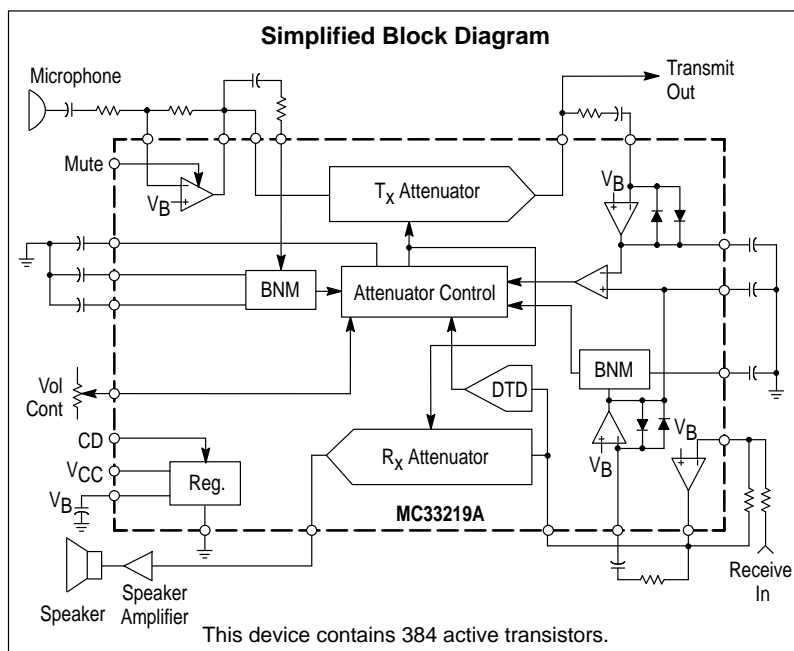 Simplified Block Diagram
Microphone
Transmit
Out
Mute
VB
Tx Attenuator
VB
BNM
Attenuator Control
BNM
Vol
Cont
DTD
CD
VCC
VB
Reg.
Rx Attenuator
VB
VB
MC33219A
Speaker
Speaker
Amplifier
Receive
In
This device contains 384 active transistors.